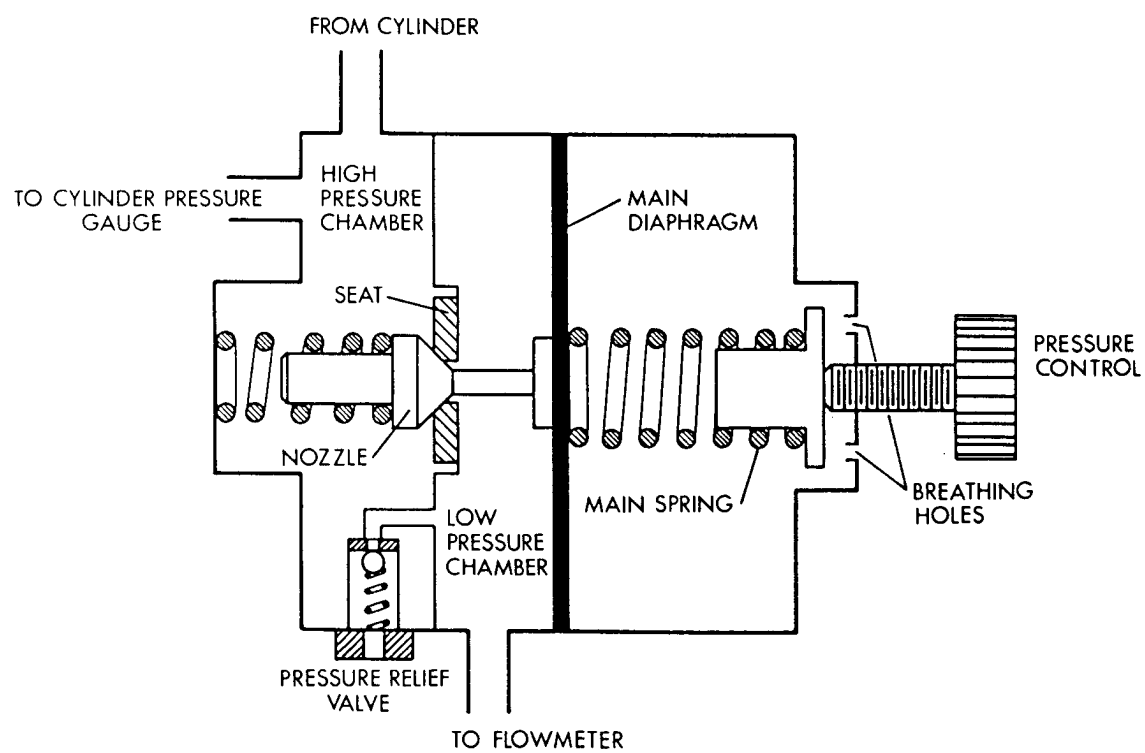 FROM CYLINDER
TO CYLINDER PRESSURE
GAUGE
HIGH
PRESSURE
CHAMBER
MAIN
DIAPHRAGM
SEAT
PRESSURE
CONTROL
NOZZLE
MAIN SPRING
BREATHING
HOLES
LOW
PRESSURE
CHAMBER
PRESSURE RELIEF
VALVE
TO FLOWMETER